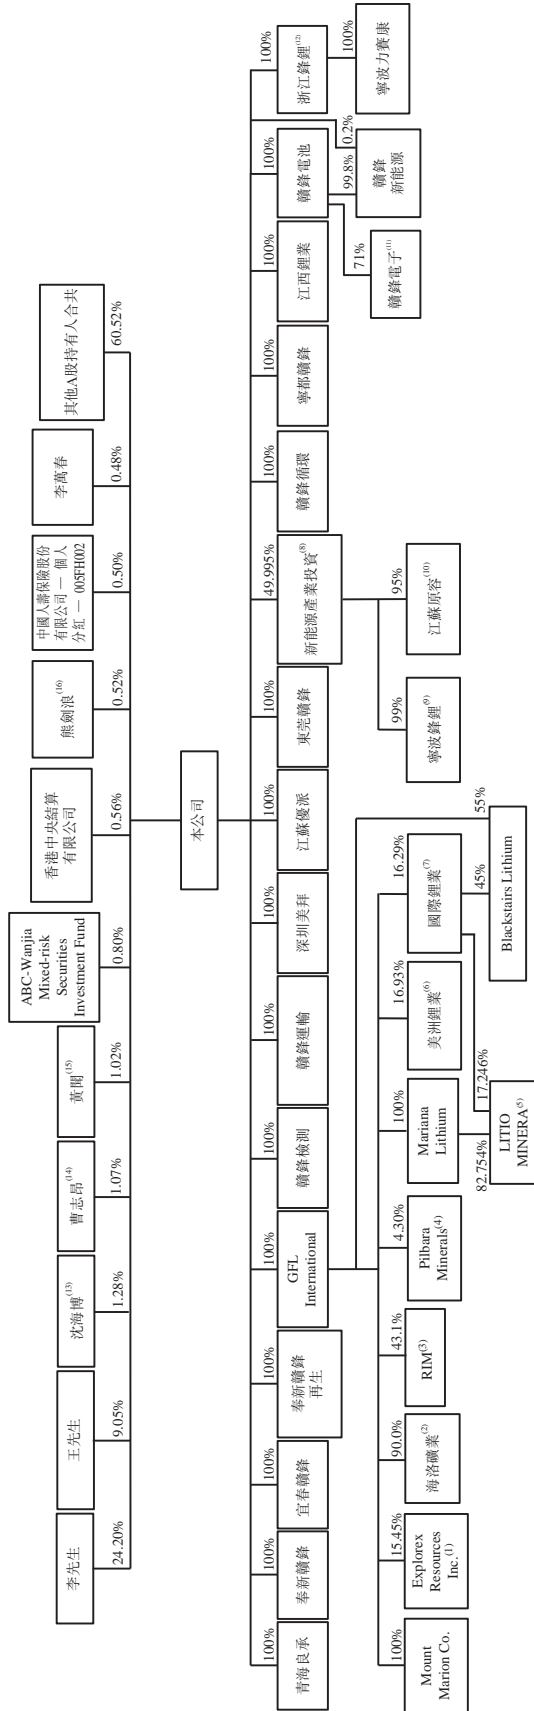 李先生
24.20%
王先生
9.05%
沈海博(13)
1.28%
曹志昂(14)
1.07%
黃聞(15)
1.02%
ABC-Wanjia
Mixed-risk
Securities
Investment Fund
0.80%
香港中央結算
有限公司
0.56%
熊劍浪(16)
0.52%
中國人壽保險股份
有限公司 — 個人
分紅 — 005FH002
0.50%
李萬春
0.48%
其他A股持有人合共
60.52%
本公司
100%
青海良承
100%
奉新贛鋒
100%
宜春贛鋒
100%
奉新贛鋒
再生
100%
GFL
International
100%
贛鋒檢測
100%
贛鋒運輸
100%
深圳美拜
100%
江蘇優派
100%
東莞贛鋒
49.995%
新能源產業投資(8)
100%
贛鋒循環
100%
寧都贛鋒
100%
江西鋰業
100%
贛鋒電池
100%
浙江鋒鋰(12)
100%
Mount
Marion Co.
15.45%
Explorex
Resources
Inc.(1)
90.0%
海洛礦業(2)
43.1%
RIM(3)
4.30%
Pilbara
Minerals(4)
100%
Mariana
Lithium
16.93%
美洲鋰業(6)
16.29%
國際鋰業(7)
55%
82.754%
17.246%
LITIO
MINERA(5)
45%
Blackstairs Lithium
99%
寧波鋒鋰(9)
95%
江蘇原容(10)
71%
贛鋒電子(11)
99.8%
0.2%
贛鋒
新能源
100%
寧波力賽康